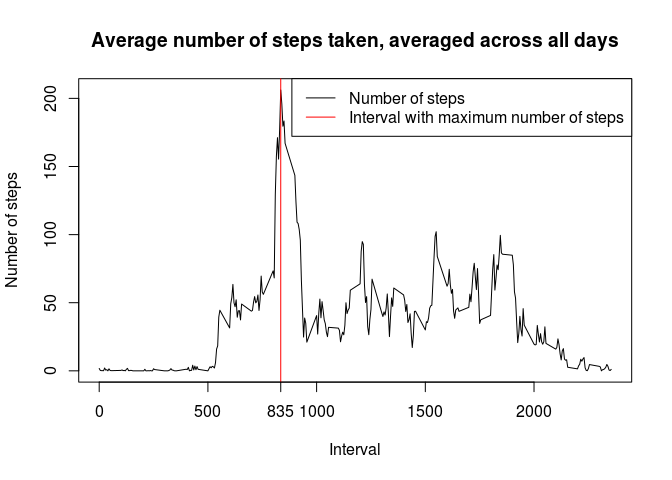 Average number of steps taken, averaged across all days
Number of steps
Interval with maximum number of steps
Number of steps
200
150
100
50
0
0 500 835 1000 1500 2000
Interval